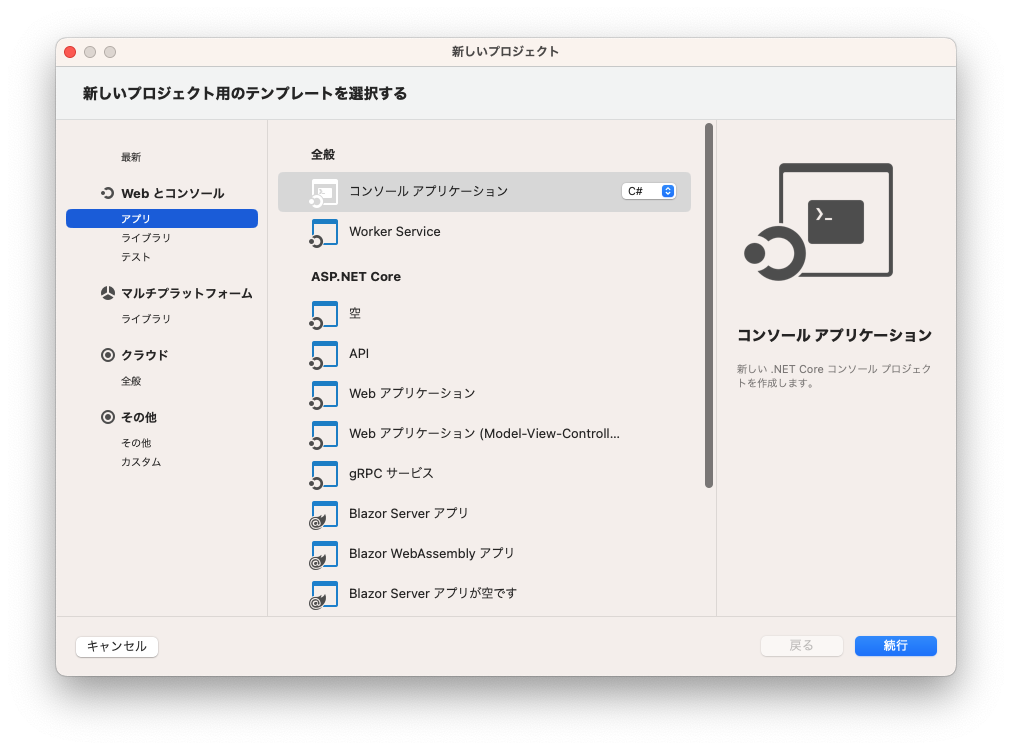 新しいプロジェクト
新しいプロジェクト用のテンプレートを選択する
最新
Web とコンソール
アプリ
ライブラリ
テスト
マルチプラットフォーム
ライブラリ
クラウド
全般
その他
その他
カスタム
全般
コンソール アプリケーション
C#
Worker Service
ASP.NET Core
空
API
Web アプリケーション
Web アプリケーション (Model-View-Controll...
gRPC サービス
Blazor Server アプリ
Blazor WebAssembly アプリ
Blazor Server アプリが空です
コンソール アプリケーション
新しい .NET Core コンソール プロジェク
トを作成します。
キャンセル
戻る
続行